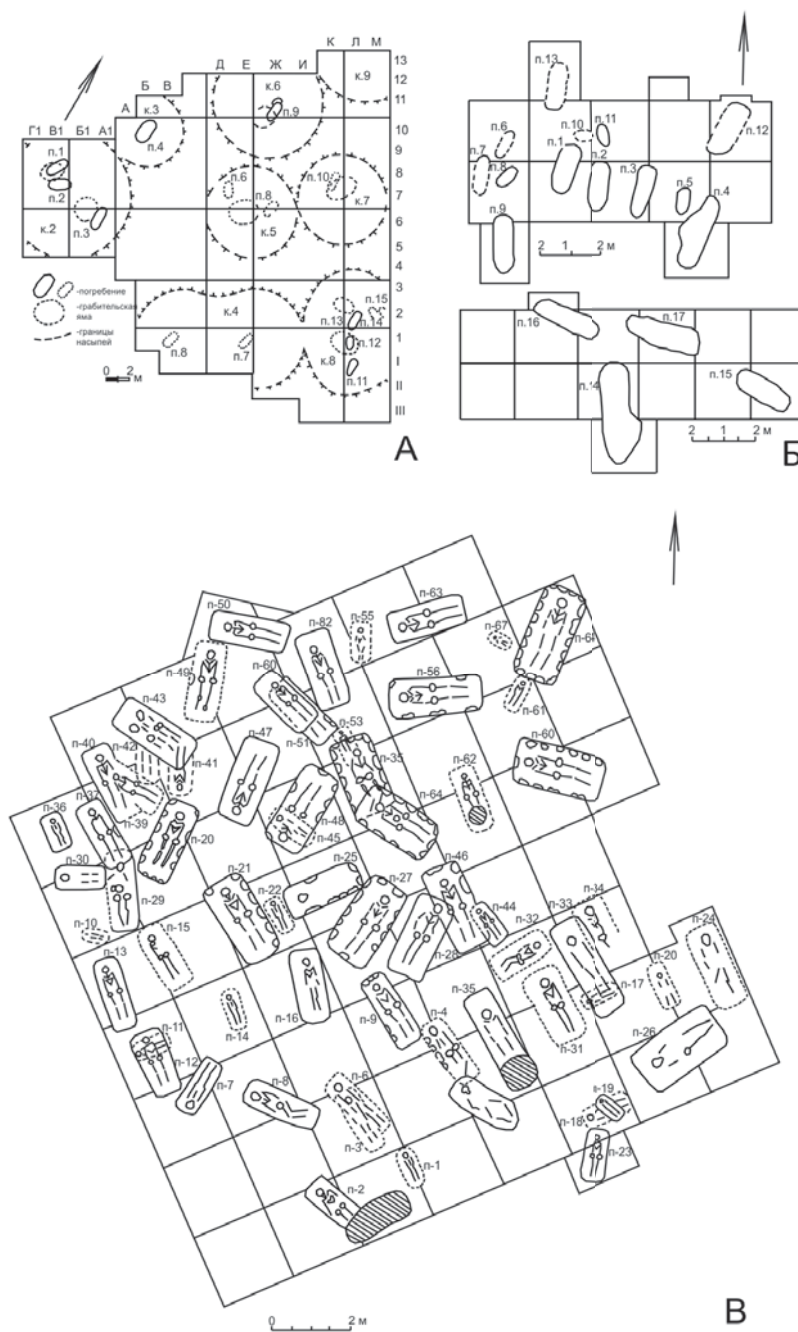 К Л М
Д Е Ж И
Б В
А
Г1 В1 Б1 А1
13
12
11
10
9
8
7
6
5
4
3
2
1
I
II
III
к.9
к.6
п.9
к.3
п.4
п.1
п.2
п.3
к.2
п.6
п.8
к.5
п.10
к.7
к.4
п.15
п.13
п.14
п.12
к.8
п.11
п.8
п.7
-погребение
-грабительская
яма
-границы
насыпей
0 2 м
А
п.13
п.6
п.10
п.11
п.12
п.7
п.8
п.1
п.2
п.3
п.5
п.4
п.9
2 1 2 м
п.16
п.17
п.14
п.15
2 1 2 м
Б
п-50
п-82
п-55
п-63
п-67
п-6
п-49
п-60
п-56
п-61
п-43
п-51
п-53
п-47
п-35
п-60
п-40
п-42
п-41
п-62
п-64
п-36
п-37
п-39
п-20
п-48
п-45
п-30
п-29
п-21
п-22
п-25
п-27
п-46
п-44
п-10
п-15
п-28
п-32
п-33
п-24
п-13
п-16
п-9
п-4
п-35
п-17
п-20
п-14
п-31
п-26
п-11
п-12
п-7
п-8
п-6
п-3
п-19
п-18
п-1
п-23
п-2
0 2 м
В